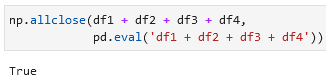 np.allclose(df1 + df2 + df3 + df4,
            pd.eval('df1 + df2 + df3 + df4'))
True